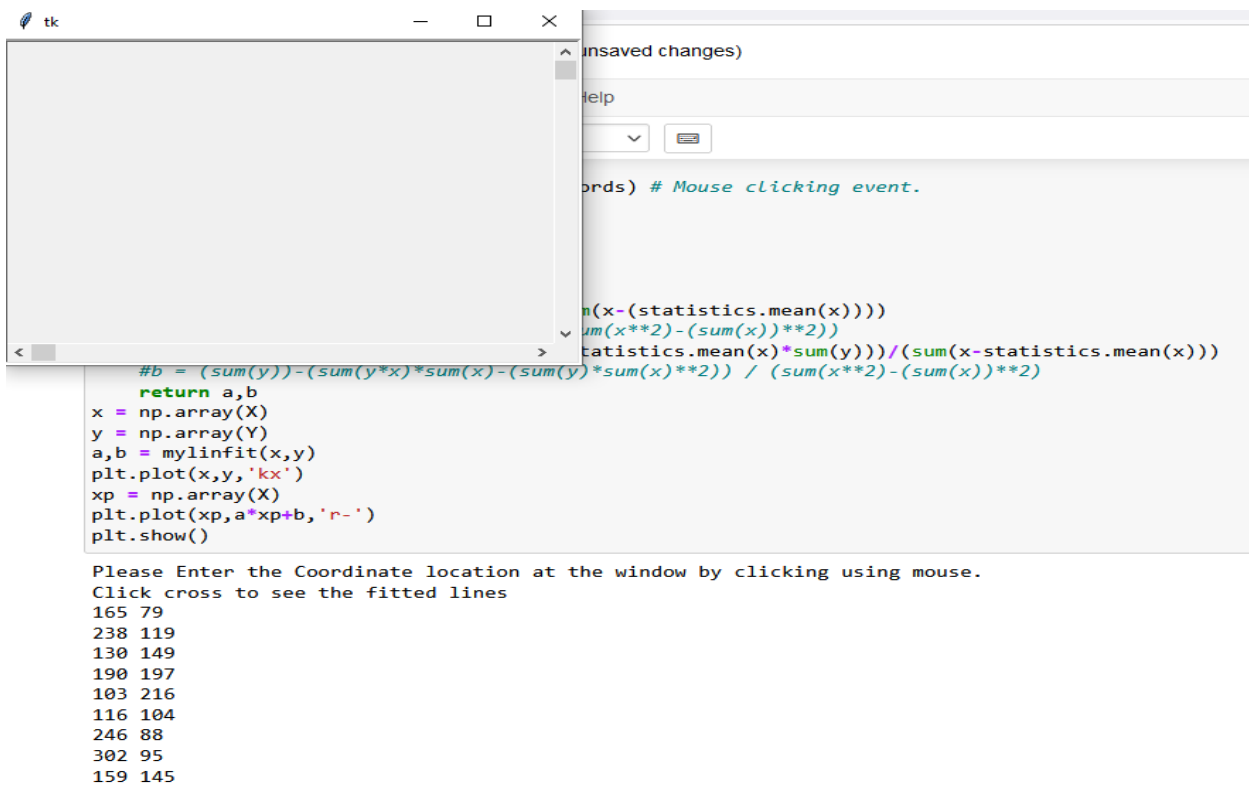 tk
unsaved changes)
Help
ords) # Mouse clicking event.
m(x-(statistics.mean(x))))
um(x**2)-(sum(x))**2))
tatistics.mean(x)*sum(y)))/(sum(x-statistics.mean(x)))
#b = (sum(y))-(sum(y*x)*sum(x)-(sum(y)*sum(x)**2)) / (sum(x**2)-(sum(x))**2)
return a,b
x = np.array(X)
y = np.array(Y)
a,b = mylinfit(x,y)
plt.plot(x,y,'kx')
xp = np.array(X)
plt.plot(xp,a*xp+b,'r-')
plt.show()
Please Enter the Coordinate location at the window by clicking using mouse.
Click cross to see the fitted lines
165 79
238 119
130 149
190 197
103 216
116 104
246 88
302 95
159 145